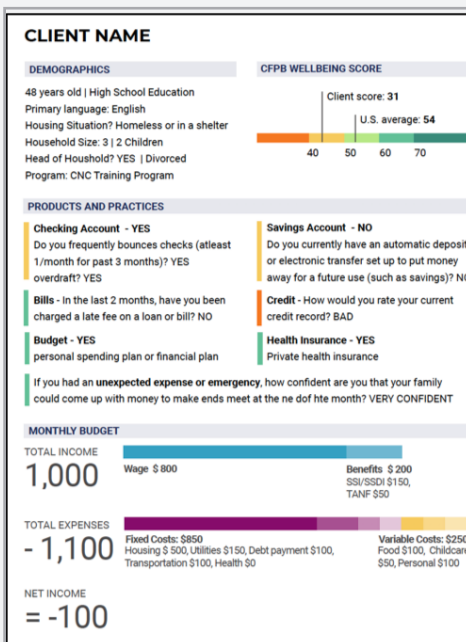 CLIENT NAME
DEMOGRAPHICS
48 years old | High School Education
Primary language: English
Housing Situation? Homeless or in a shelter
Household Size: 3 | 2 Children
Head of Houshold? YES | Divorced
Program: CNC Training Program
CFPB WELLBEING SCORE
Client score: 31
U.S. average: 54
40 50 60 70
PRODUCTS AND PRACTICES
Checking Account - YES
Do you frequently bounces checks (atleast
1/month for past 3 months)? YES
overdraft? YES
Savings Account - NO
Do you currently have an automatic deposit
or electronic transfer set up to put money
away for a future use (such as savings)? NO
Bills - In the last 2 months, have you been
charged a late fee on a loan or bill? NO
Credit - How would you rate your current
credit record? BAD
Budget - YES
personal spending plan or financial plan
Health Insurance - YES
Private health insurance
If you had an unexpected expense or emergency, how confident are you that your family
could come up with money to make ends meet at the ne dof hte month? VERY CONFIDENT
MONTHLY BUDGET
TOTAL INCOME
1,000
Wage $ 800
Benefits $ 200
SSI/SSDI $150,
TANF $50
TOTAL EXPENSES
- 1,100
Fixed Costs: $850
Housing $ 500, Utilities $150, Debt payment $100,
Transportation $100, Health $0
Variable Costs: $250
Food $100, Childcare
$50, Personal $100
NET INCOME
= -100